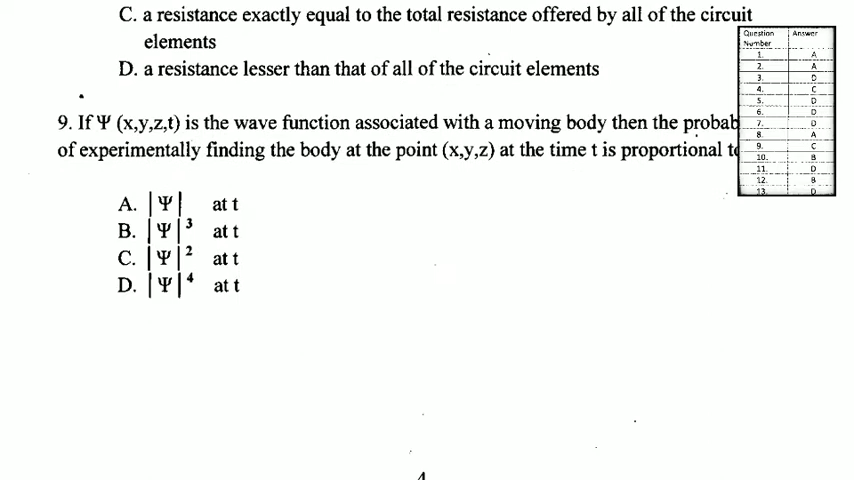 C. a resistance exactly equal to the total resistance offered by all of the circuit
elements
D. a resistance lesser than that of all of the circuit elements
9. If Ψ (x,y,z,t) is the wave function associated with a moving body then the probab
of experimentally finding the body at the point (x,y,z) at the time t is proportional t
A. |Ψ| at t
B. |Ψ|³ at t
C. |Ψ|² at t
D. |Ψ|⁴ at t
Question Number Answer
1. A
2. A
3. D
4. C
5. D
6. D
7. D
8. A
9. C
10. B
11. D
12. B
13. D
4